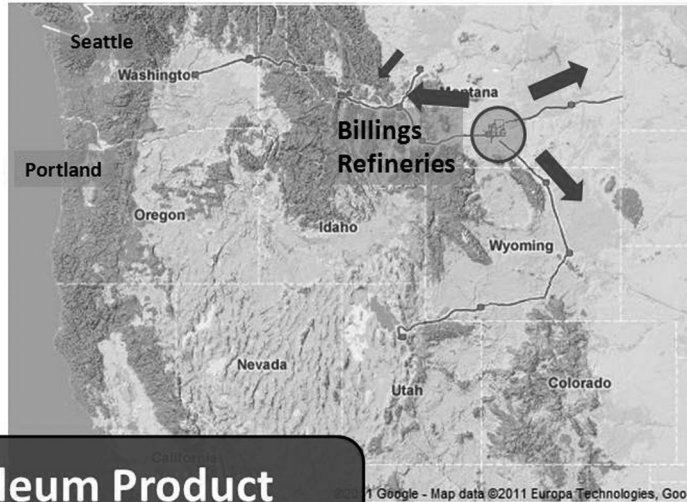 Seattle
Washington
Montana
Billings
Refineries
Portland
Oregon
Idaho
Wyoming
Nevada
Utah
Colorado
California
leum Product
2011 Google - Map data ©2011 Europa Technologies, Goo